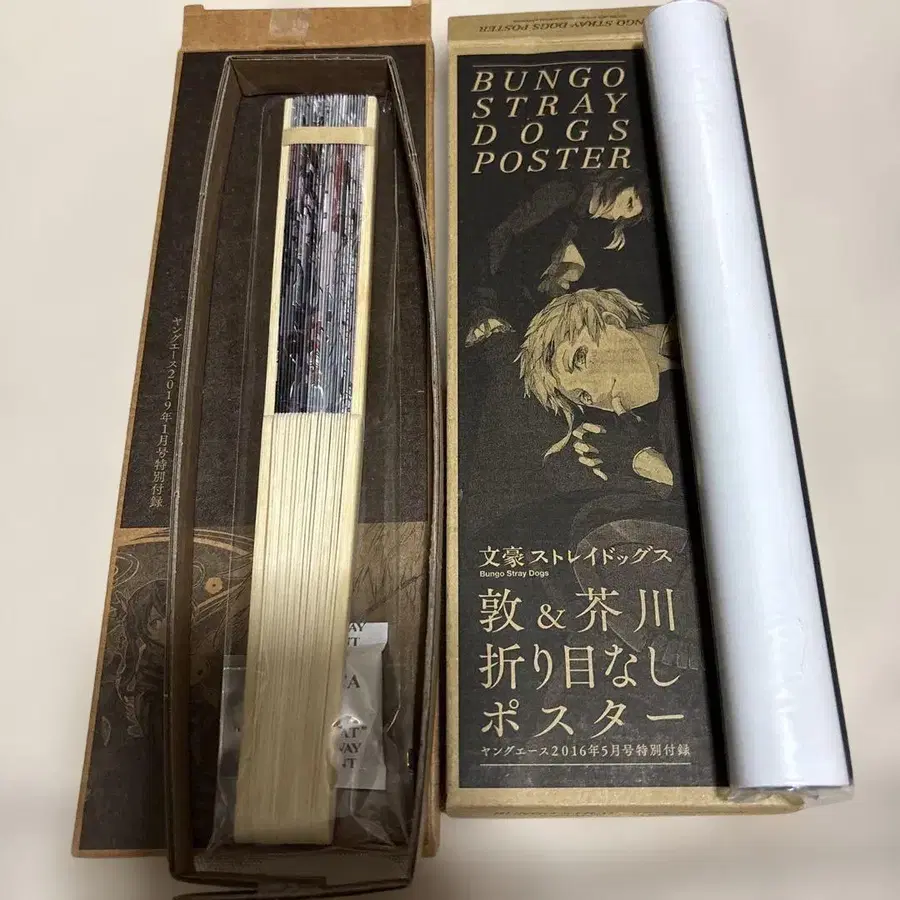 ヤングエース2019年1月号特別付録
WAY
NGO STRAY DOGS POSTER
BUNGO
STRAY
DOGS
POSTER
文豪ストレイドッグス
Bungo Stray Dogs
敦&芥川
折り目なし
ポスター
ヤングエース2016年5月号特別付録